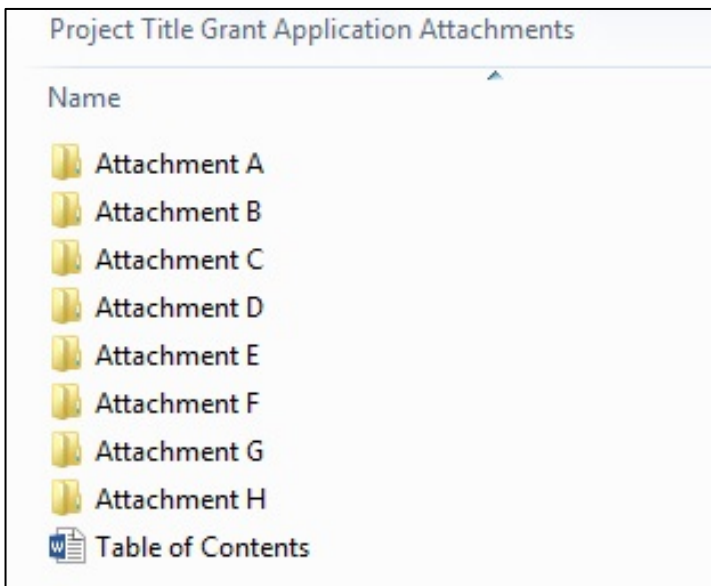 Project Title Grant Application Attachments
Name
Attachment A
Attachment B
Attachment C
Attachment D
Attachment E
Attachment F
Attachment G
Attachment H
Table of Contents